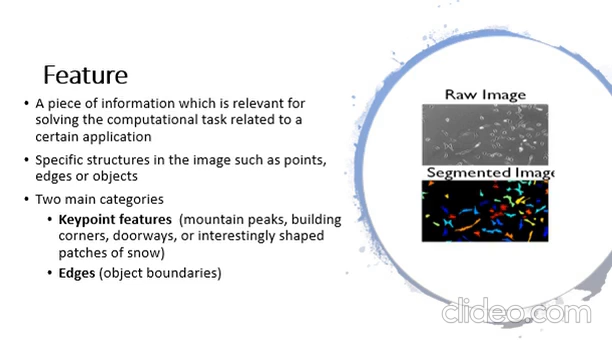 Feature
• A piece of information which is relevant for
solving the computational task related to a
certain application
• Specific structures in the image such as points,
edges or objects
• Two main categories
• Keypoint features (mountain peaks, building
corners, doorways, or interestingly shaped
patches of snow)
• Edges (object boundaries)
Raw Image
Segmented Image
clideo.com